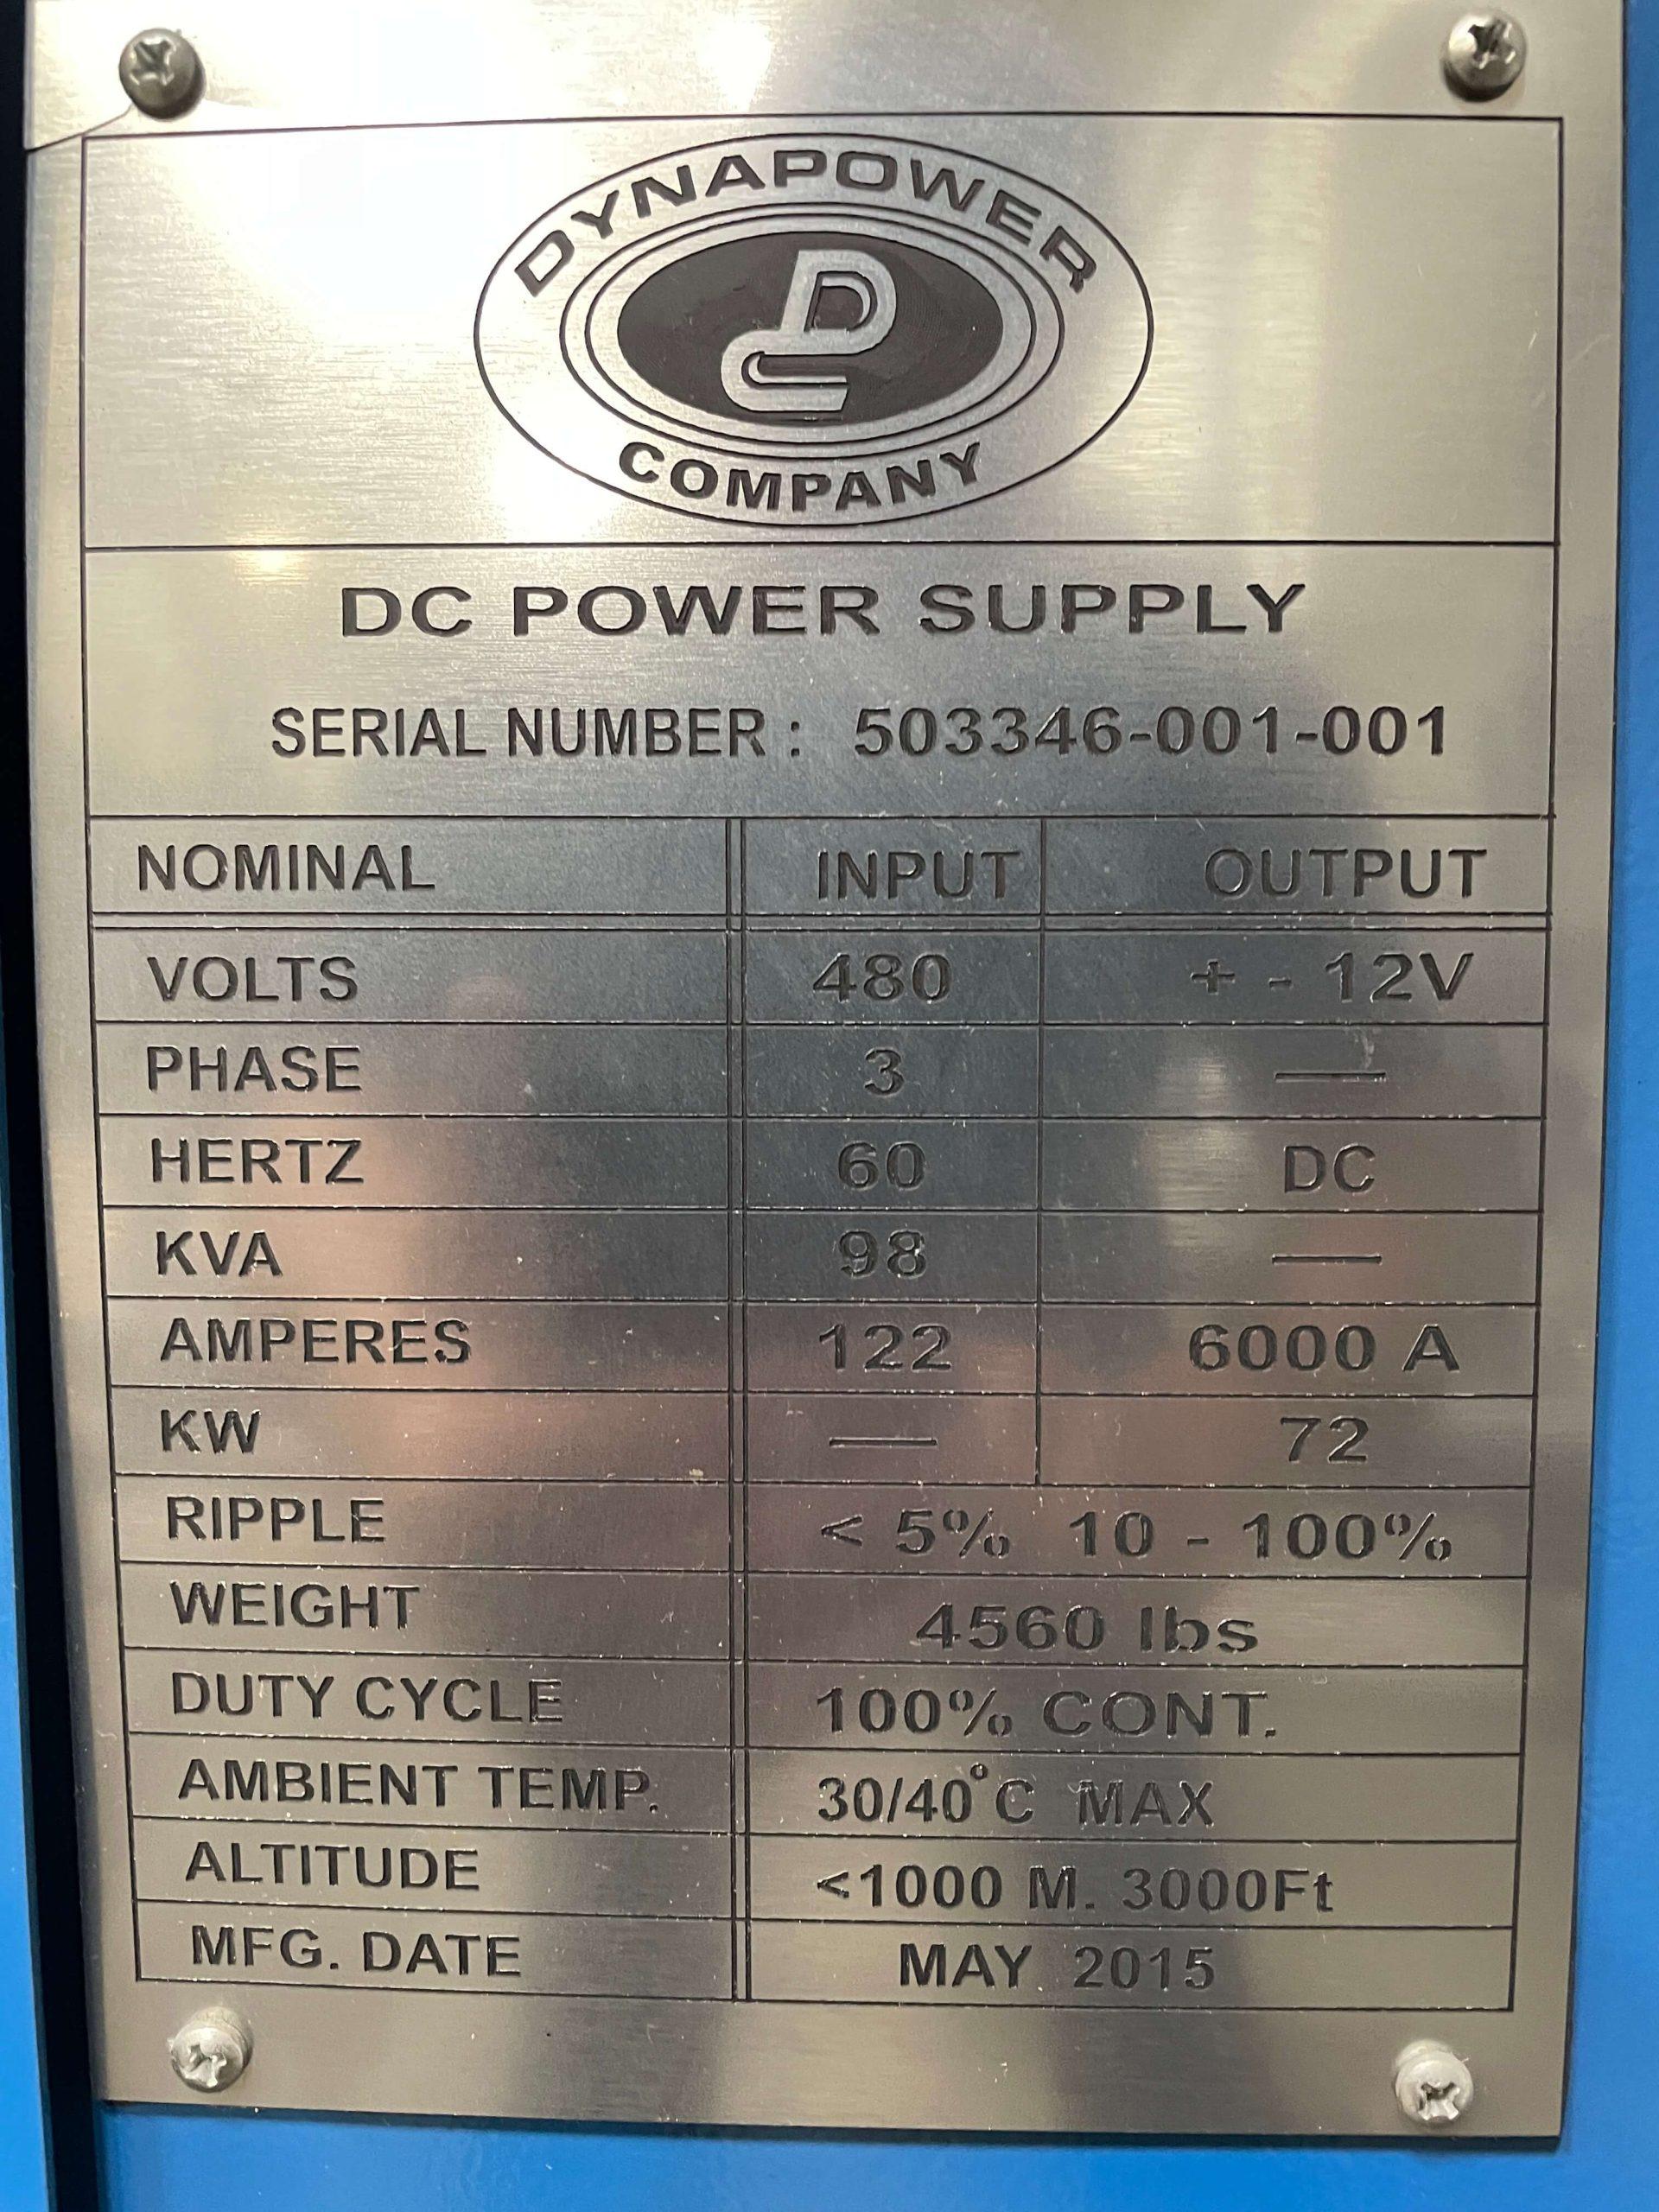 DYNAPOWER
COMPANY
DC POWER SUPPLY
SERIAL NUMBER : 503346-001-001
NOMINAL INPUT OUTPUT
VOLTS 480 + - 12V
PHASE 3 —
HERTZ 60 DC
KVA 98 —
AMPERES 122 6000 A
KW — 72
RIPPLE < 5% 10 - 100%
WEIGHT 4560 lbs
DUTY CYCLE 100% CONT.
AMBIENT TEMP. 30/40°C MAX
ALTITUDE <1000 M. 3000Ft
MFG. DATE MAY 2015